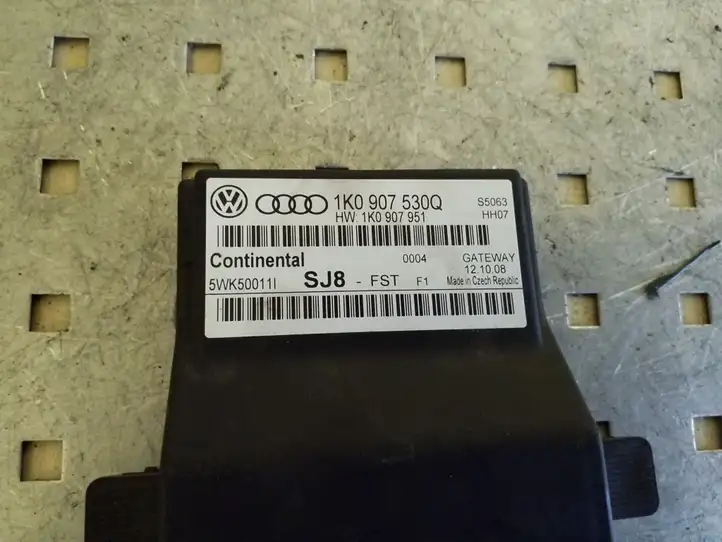 1K0 907 530Q
S5063
HW: 1K0 907 951
HH07
Continental
0004
GATEWAY
12.10.08
5WK50011I
SJ8 - FST
F1
Made in Czech Republic